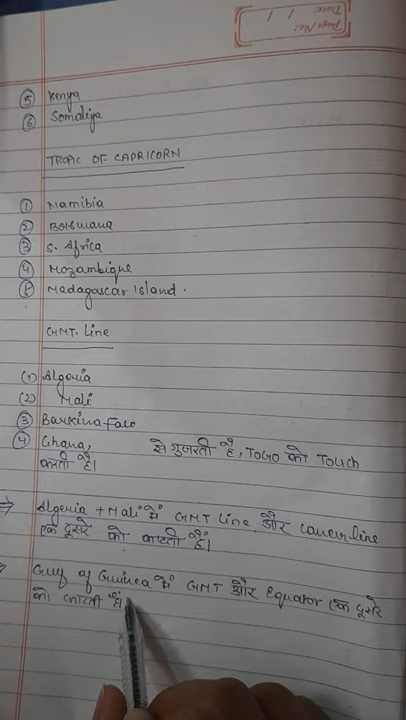 Page No:
Date: / /
⑤ Kenya
⑥ Somaliya
TROPIC OF CAPRICORN
① Namibia
② Botswana
③ S. Africa
④ Mozambique
⑤ Madagascar Island.
GMT. Line
(1) Algeria
(2) Mali
③ Barkina Faso
④ Ghana, से गुजरती है, TOGO को Touch
करती है।
⇒ Algeria + Mali में GMT Line और Cancer line
एक दूसरे को काटती हैं।
⇒ Gulf of Guinea में GMT और Equator एक दूसरे
को काटती हैं।